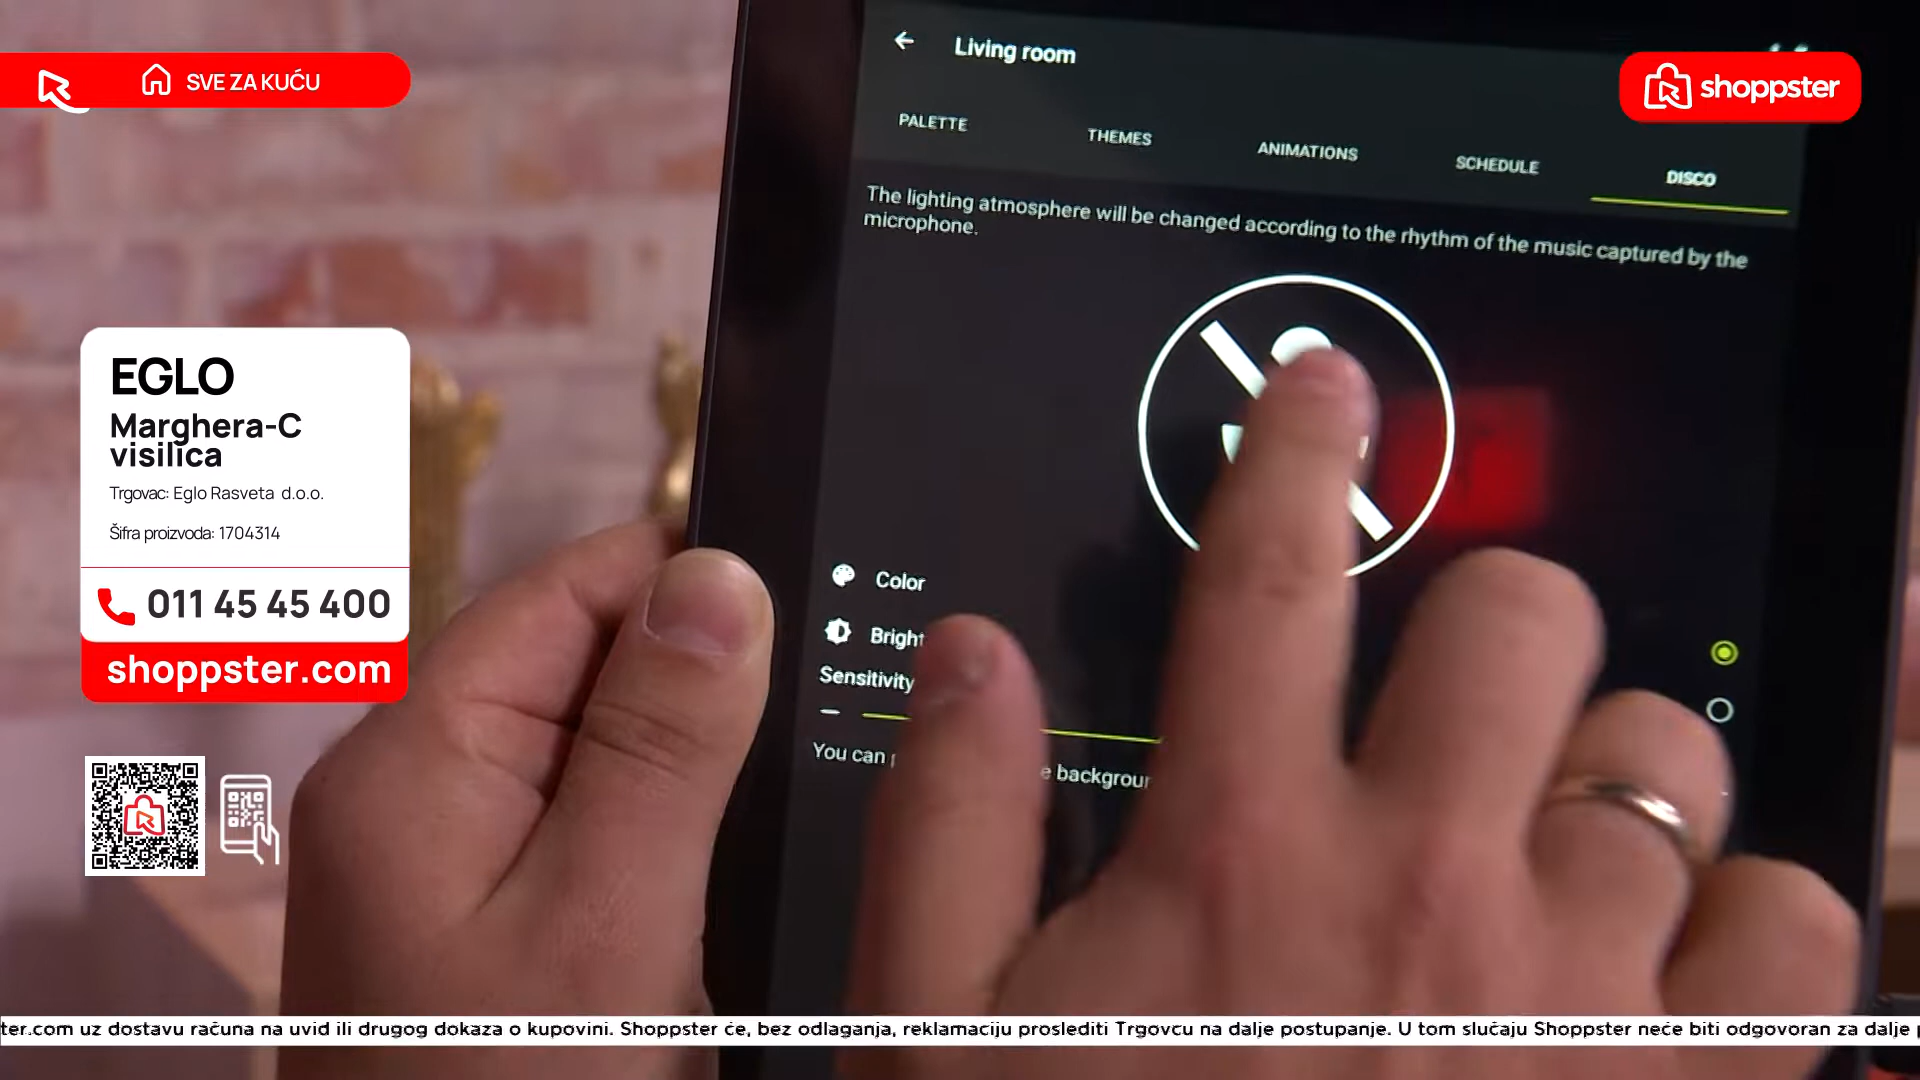 SVE ZA KUĆU
shoppster
Living room
PALETTE
THEMES
ANIMATIONS
SCHEDULE
DISCO
The lighting atmosphere will be changed according to the rhythm of the music captured by the
microphone.
Color
Sensitivity
You can
backgrour
EGLO
Marghera-C
visilica
Trgovac: Eglo Rasveta d.o.o.
Šifra proizvoda: 1704314
011 45 45 400
shoppster.com
ter.com uz dostavu računa na uvid ili drugog dokaza o kupovini. Shoppster će, bez odlaganja, reklamaciju proslediti Trgovcu na dalje postupanje. U tom slučaju Shoppster neće biti odgovoran za dalje